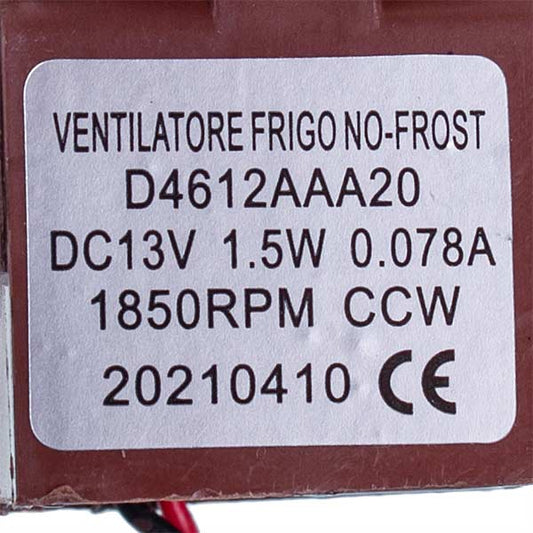 VENTILATORE FRIGO NO-FROST
D4612AAA20
DC13V 1.5W 0.078A
1850RPM CCW
20210410 CE